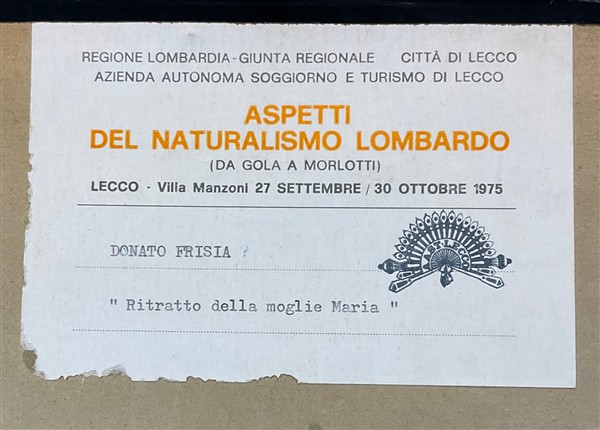 REGIONE LOMBARDIA-GIUNTA REGIONALE CITTÀ DI LECCO
AZIENDA AUTONOMA SOGGIORNO E TURISMO DI LECCO
ASPETTI
DEL NATURALISMO LOMBARDO
(DA GOLA A MORLOTTI)
LECCO - Villa Manzoni 27 SETTEMBRE / 30 OTTOBRE 1975
DONATO FRISIA ?
" Ritratto della moglie Maria "